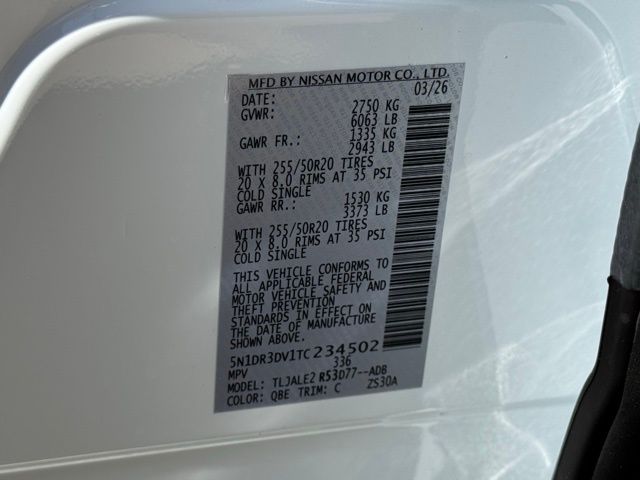 MFD BY NISSAN MOTOR CO., LTD.
DATE: 03/26
GVWR: 2750 KG
6063 LB
GAWR FR.: 1335 KG
2943 LB
WITH 255/50R20 TIRES
20 X 8.0 RIMS AT 35 PSI
COLD SINGLE
GAWR RR.: 1530 KG
3373 LB
WITH 255/50R20 TIRES
20 X 8.0 RIMS AT 35 PSI
COLD SINGLE
THIS VEHICLE CONFORMS TO
ALL APPLICABLE FEDERAL
MOTOR VEHICLE SAFETY AND
THEFT PREVENTION
STANDARDS IN EFFECT ON
THE DATE OF MANUFACTURE
SHOWN ABOVE.
5N1DR3DV1TC234502
MPV 336
MODEL: TLJALE2 R53D77--ADB
COLOR: QBE TRIM: C ZS30A